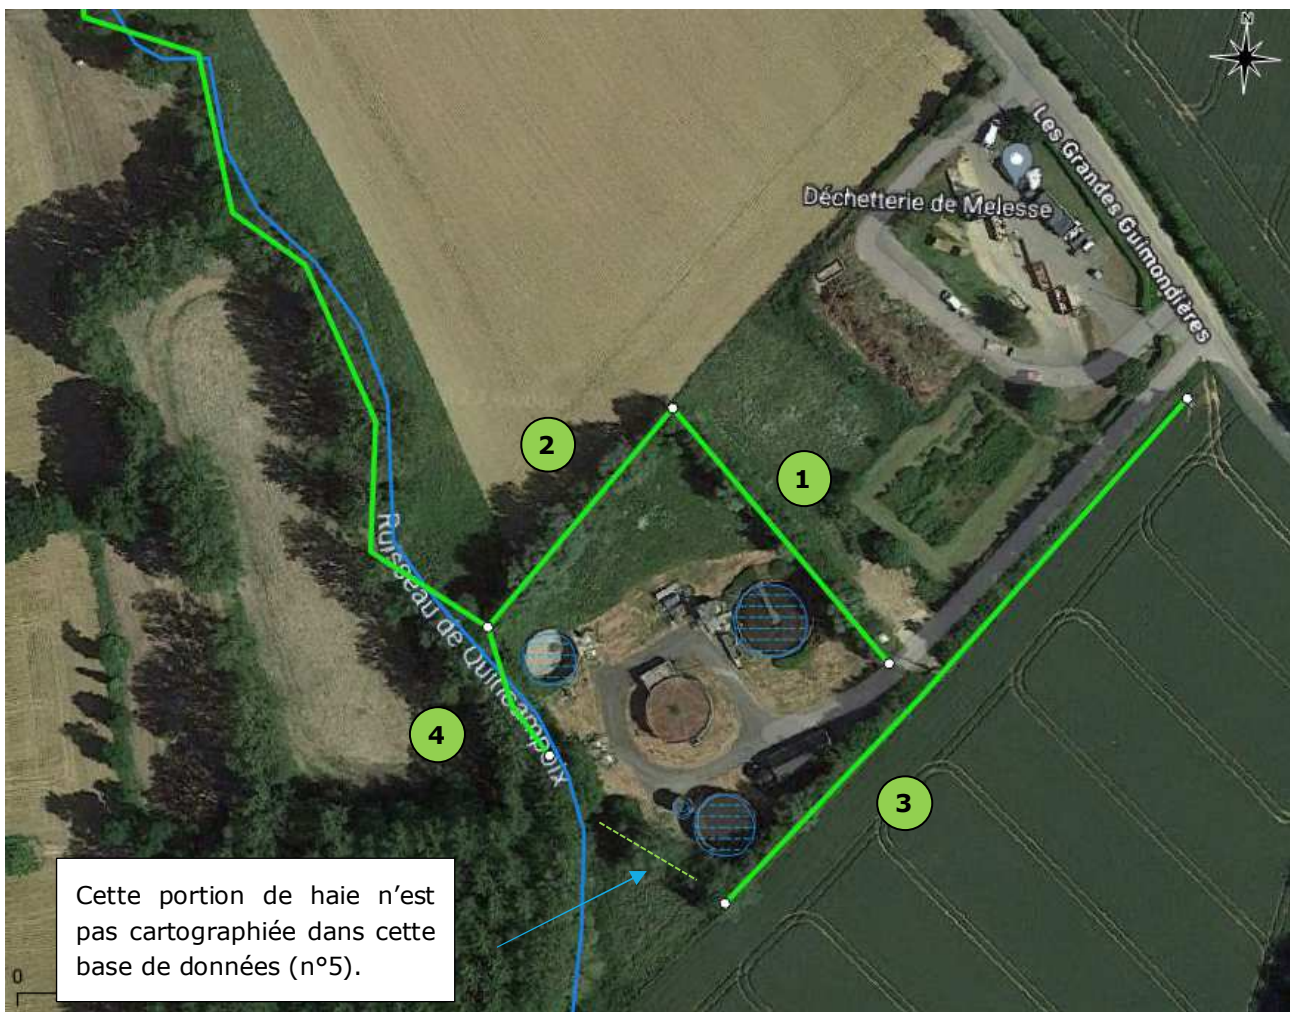 N
Les Grandes Guimondières
Déchetterie de Melesse
2
1
Ruisseau de Quincampoix
4
3
Cette portion de haie n’est
pas cartographiée dans cette
base de données (n°5).
0